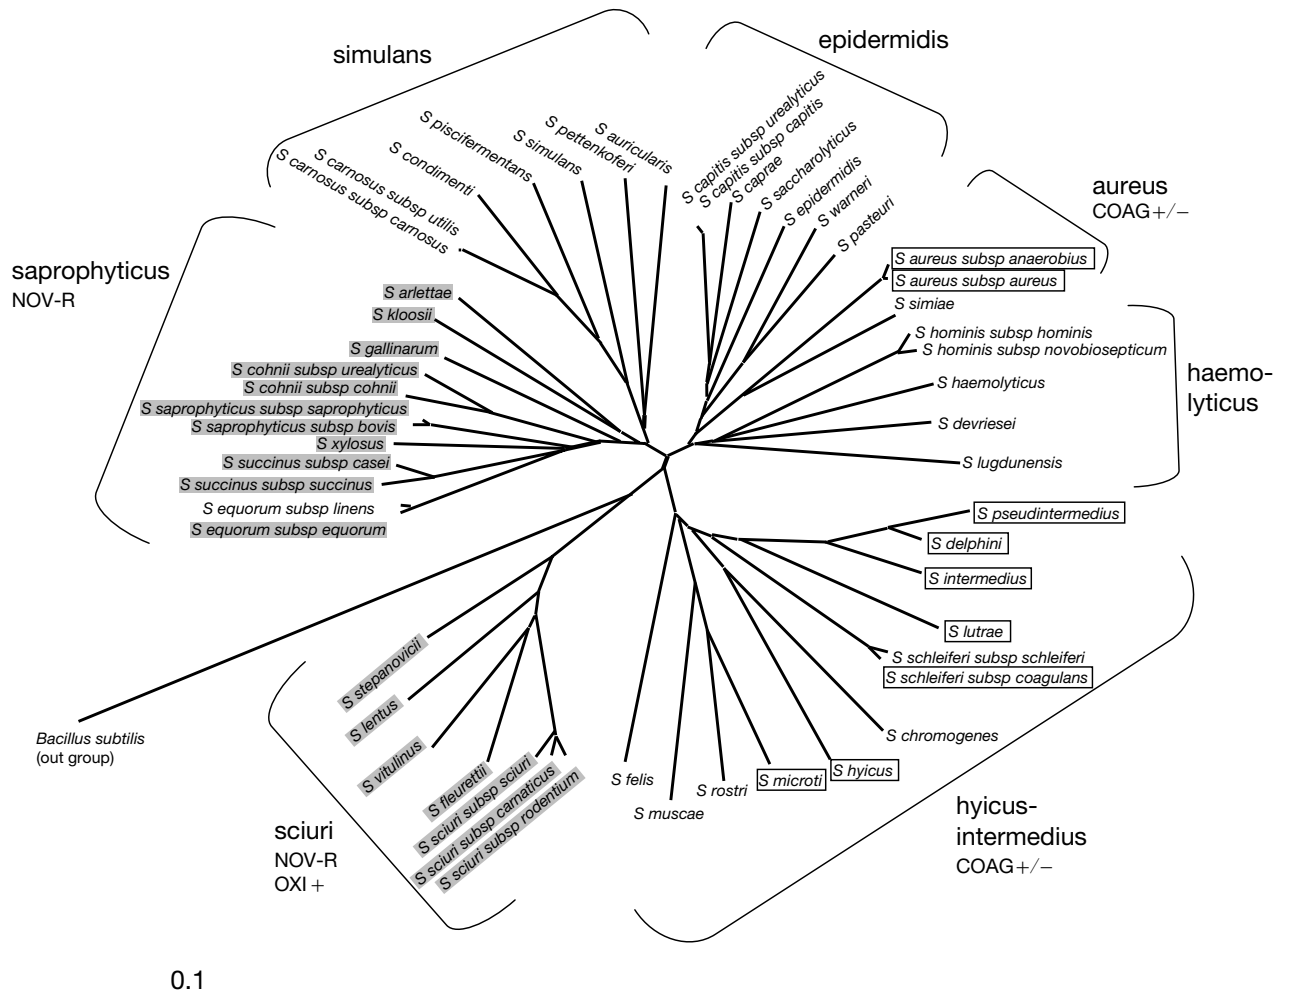 simulans
epidermidis
S piscifermentans
S simulans
S pettenkoferi
S auricularis
S condimenti
S carnosus subsp utilis
S carnosus subsp carnosus
S capitis subsp urealyticus
S capitis subsp capitis
S caprae
S saccharolyticus
S epidermidis
S warneri
S pasteuri
aureus
COAG+/−
S aureus subsp anaerobius
S aureus subsp aureus
S simiae
saprophyticus
NOV-R
S arlettae
S kloosii
S gallinarum
S cohnii subsp urealyticus
S cohnii subsp cohnii
S saprophyticus subsp saprophyticus
S saprophyticus subsp bovis
S xylosus
S succinus subsp casei
S succinus subsp succinus
S equorum subsp linens
S equorum subsp equorum
S hominis subsp hominis
S hominis subsp novobiosepticum
S haemolyticus
S devriesei
S lugdunensis
haemo-
lyticus
S pseudintermedius
S delphini
S intermedius
S lutrae
S schleiferi subsp schleiferi
S schleiferi subsp coagulans
S chromogenes
S hyicus
S microti
S rostri
S muscae
S felis
hyicus-
intermedius
COAG+/−
Bacillus subtilis
(out group)
S stepanovicii
S lentus
S vitulinus
S fleurettii
S sciuri subsp sciuri
S sciuri subsp carnaticus
S sciuri subsp rodentium
sciuri
NOV-R
OXI +
0.1